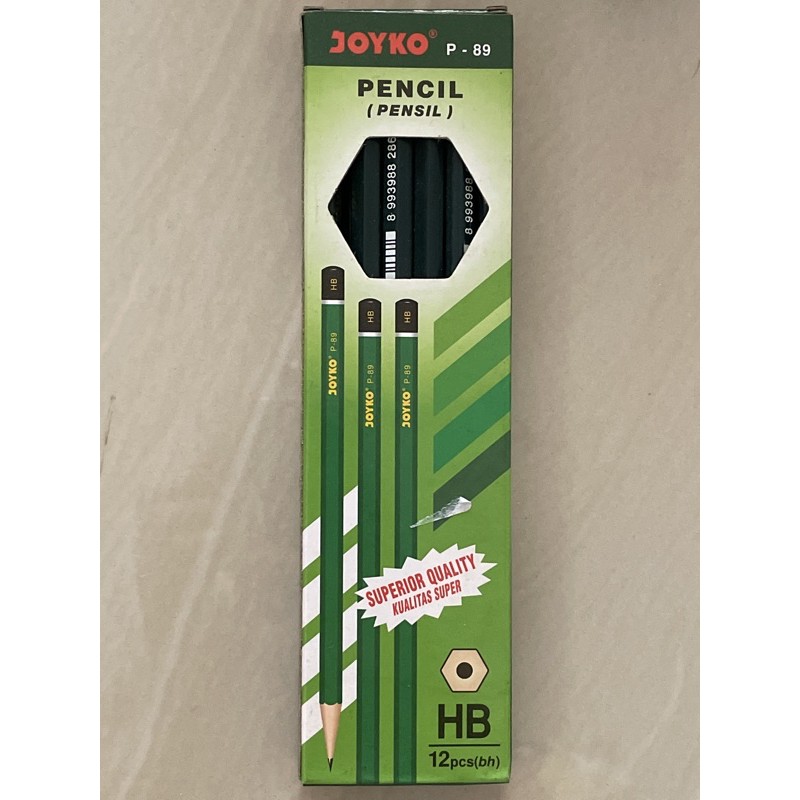 JOYKO® P - 89
PENCIL
( PENSIL )
8 993988 286
8 993988
HB
HB
HB
JOYKO® P-89
JOYKO® P-89
JOYKO® P-89
SUPERIOR QUALITY
KUALITAS SUPER
HB
12pcs(bh)